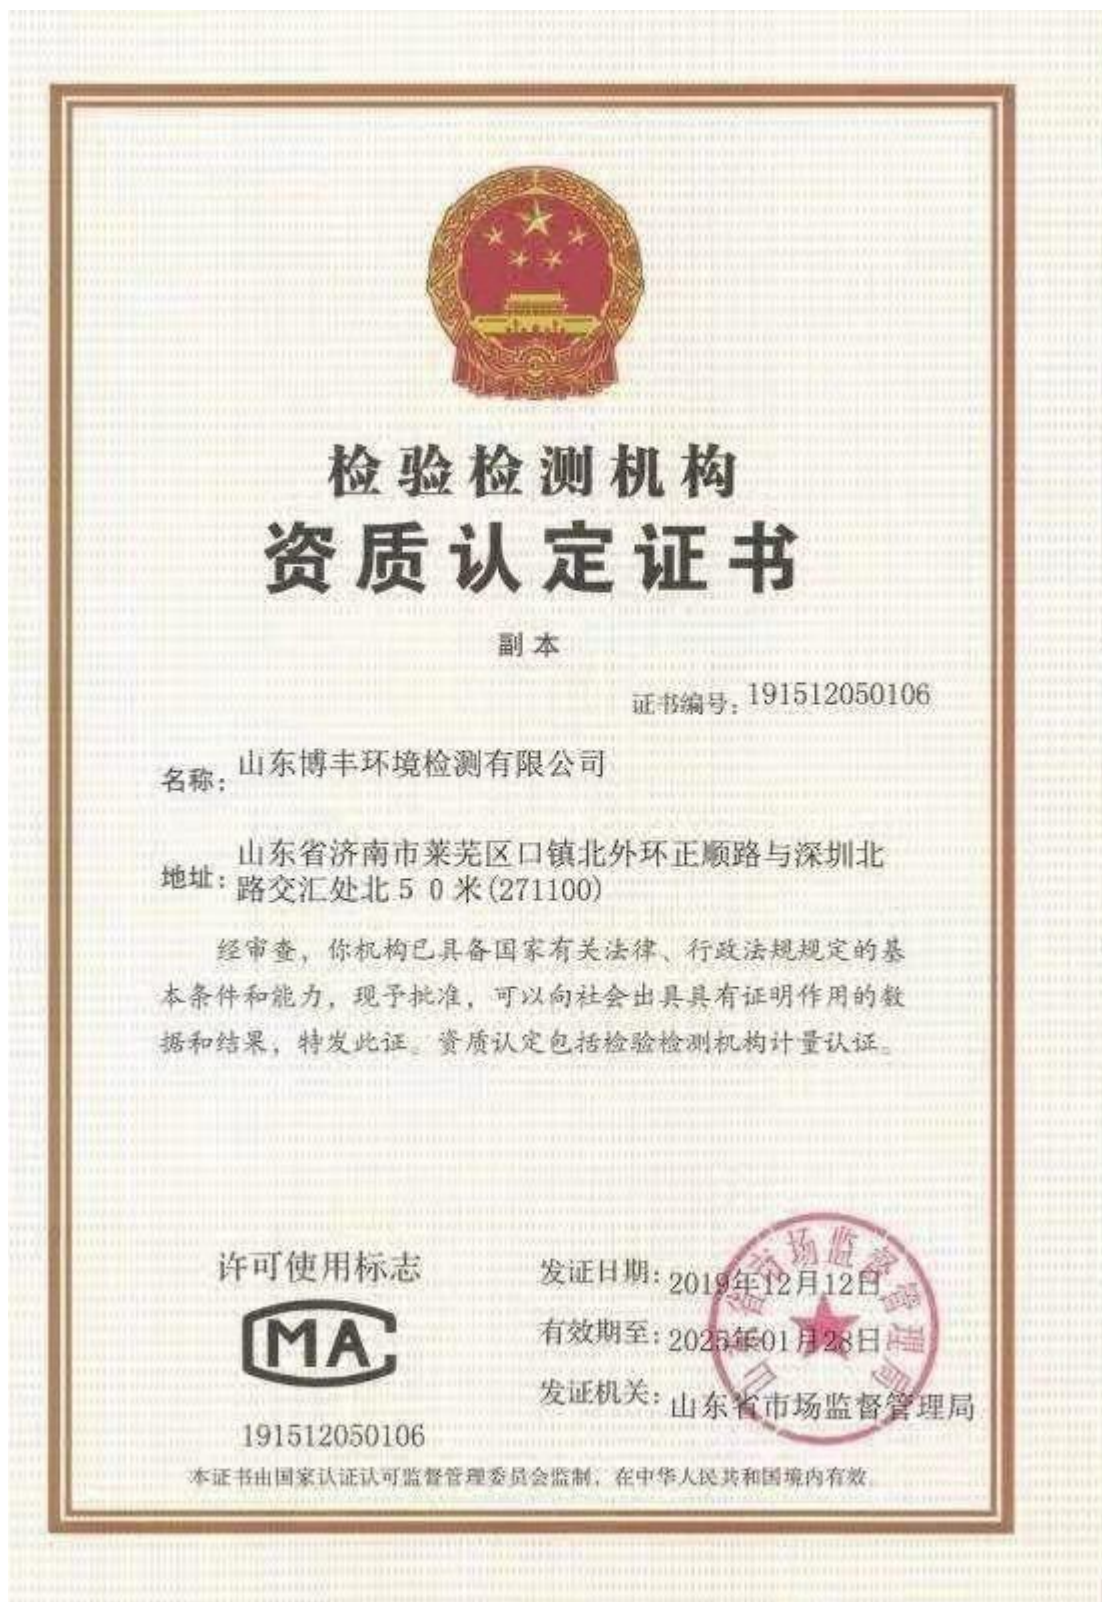 检验检测机构
资质认定证书
副本
证书编号：191512050106
名称：山东博丰环境检测有限公司
地址：山东省济南市莱芜区口镇北外环正顺路与深圳北
路交汇处北50米(271100)
经审查，你机构已具备国家有关法律、行政法规规定的基
本条件和能力，现予批准，可以向社会出具具有证明作用的数
据和结果，特发此证。资质认定包括检验检测机构计量认证。
许可使用标志
MA
191512050106
发证日期：2019年12月12日
有效期至：2025年01月28日
发证机关：山东省市场监督管理局
山东省市场监督管理局
本证书由国家认证认可监督管理委员会监制，在中华人民共和国境内有效。